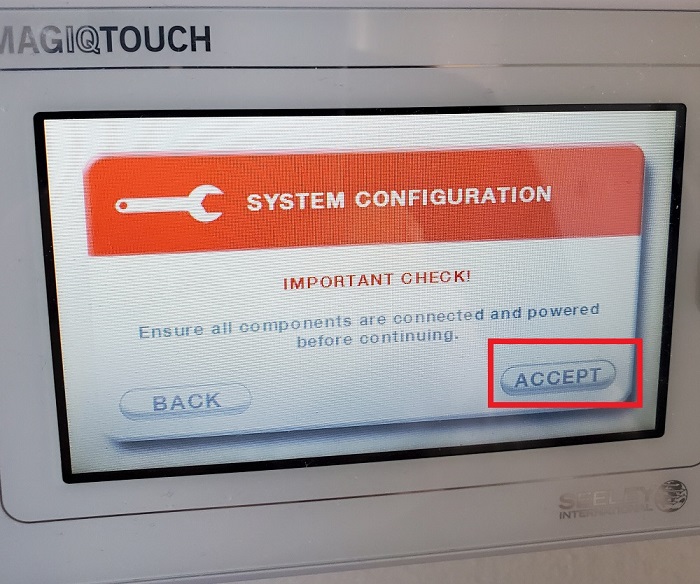 MAGIQTOUCH
SYSTEM CONFIGURATION
IMPORTANT CHECK!
Ensure all components are connected and powered
before continuing.
BACK
ACCEPT